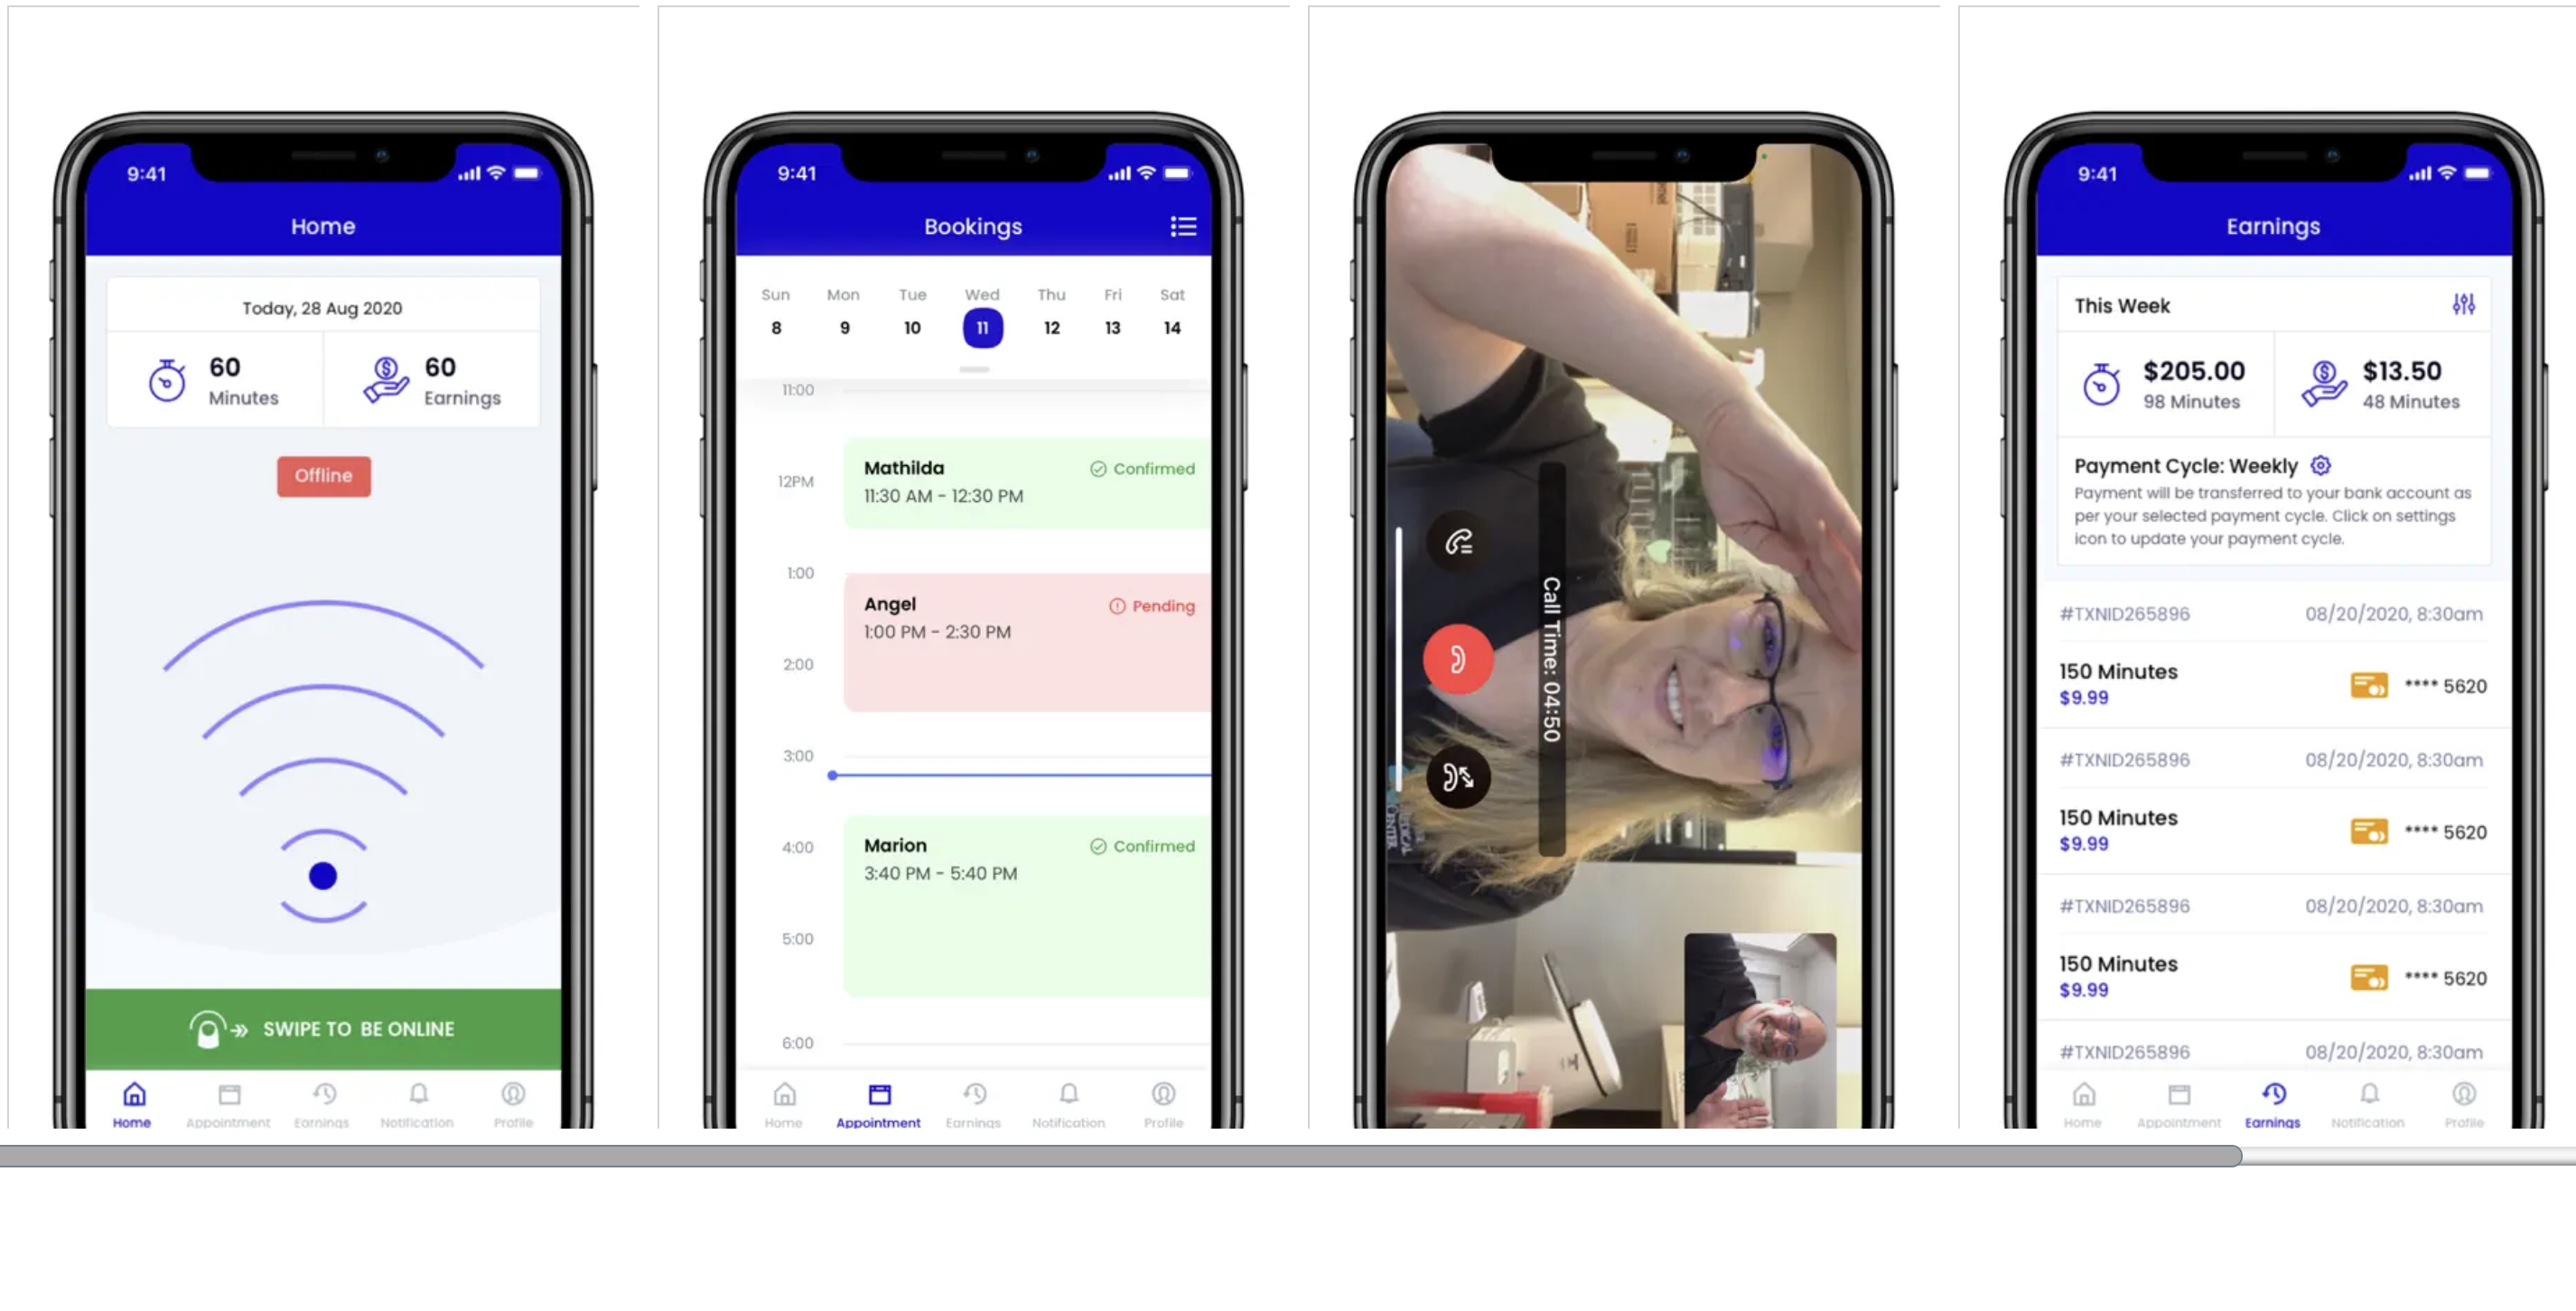 9:41
Home
Today, 28 Aug 2020
60
Minutes
60
Earnings
Offline
SWIPE TO BE ONLINE
Home
Appointment
Earnings
Notification
Profile
9:41
Bookings
Sun Mon Tue Wed Thu Fri Sat
8 9 10 11 12 13 14
11:00
Mathilda
Confirmed
12PM
11:30 AM - 12:30 PM
1:00
Angel
Pending
1:00 PM - 2:30 PM
2:00
3:00
4:00
Marion
Confirmed
3:40 PM - 5:40 PM
5:00
6:00
Home
Appointment
Earnings
Notification
Profile
Call Time: 04:50
9:41
Earnings
This Week
$205.00
98 Minutes
$13.50
48 Minutes
Payment Cycle: Weekly
Payment will be transferred to your bank account as
per your selected payment cycle. Click on settings
icon to update your payment cycle.
#TXNID265896 08/20/2020, 8:30am
150 Minutes
$9.99
**** 5620
#TXNID265896 08/20/2020, 8:30am
150 Minutes
$9.99
**** 5620
#TXNID265896 08/20/2020, 8:30am
150 Minutes
$9.99
**** 5620
#TXNID265896 08/20/2020, 8:30am
Home
Appointment
Earnings
Notification
Profile